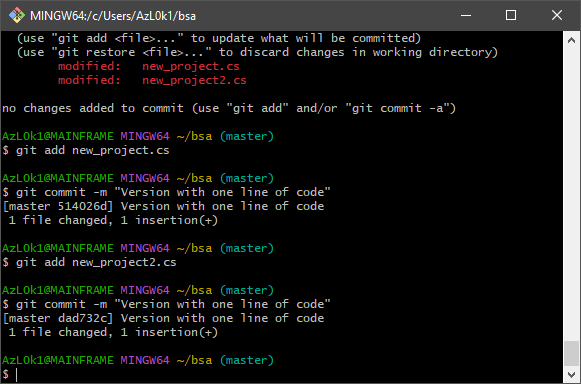 MINGW64:/c/Users/AzL0k1/bsa
(use "git add <file>..." to update what will be committed)
(use "git restore <file>..." to discard changes in working directory)
modified:   new_project.cs
modified:   new_project2.cs
no changes added to commit (use "git add" and/or "git commit -a")
AzL0k1@MAINFRAME MINGW64 ~/bsa (master)
$ git add new_project.cs
AzL0k1@MAINFRAME MINGW64 ~/bsa (master)
$ git commit -m "Version with one line of code"
[master 514026d] Version with one line of code
1 file changed, 1 insertion(+)
AzL0k1@MAINFRAME MINGW64 ~/bsa (master)
$ git add new_project2.cs
AzL0k1@MAINFRAME MINGW64 ~/bsa (master)
$ git commit -m "Version with one line of code"
[master dad732c] Version with one line of code
1 file changed, 1 insertion(+)
AzL0k1@MAINFRAME MINGW64 ~/bsa (master)
$